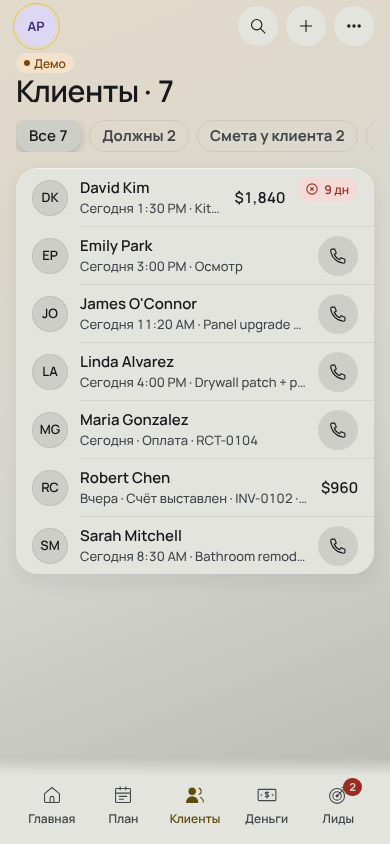 AP
Демо
Клиенты · 7
Все 7
Должны 2
Смета у клиента 2
DK
David Kim
Сегодня 1:30 PM · Kit...
$1,840
9 дн
EP
Emily Park
Сегодня 3:00 PM · Осмотр
JO
James O'Connor
Сегодня 11:20 AM · Panel upgrade ...
LA
Linda Alvarez
Сегодня 4:00 PM · Drywall patch + p...
MG
Maria Gonzalez
Сегодня · Оплата · RCT-0104
RC
Robert Chen
Вчера · Счёт выставлен · INV-0102 ·...
$960
SM
Sarah Mitchell
Сегодня 8:30 AM · Bathroom remod...
2
Главная
План
Клиенты
Деньги
Лиды